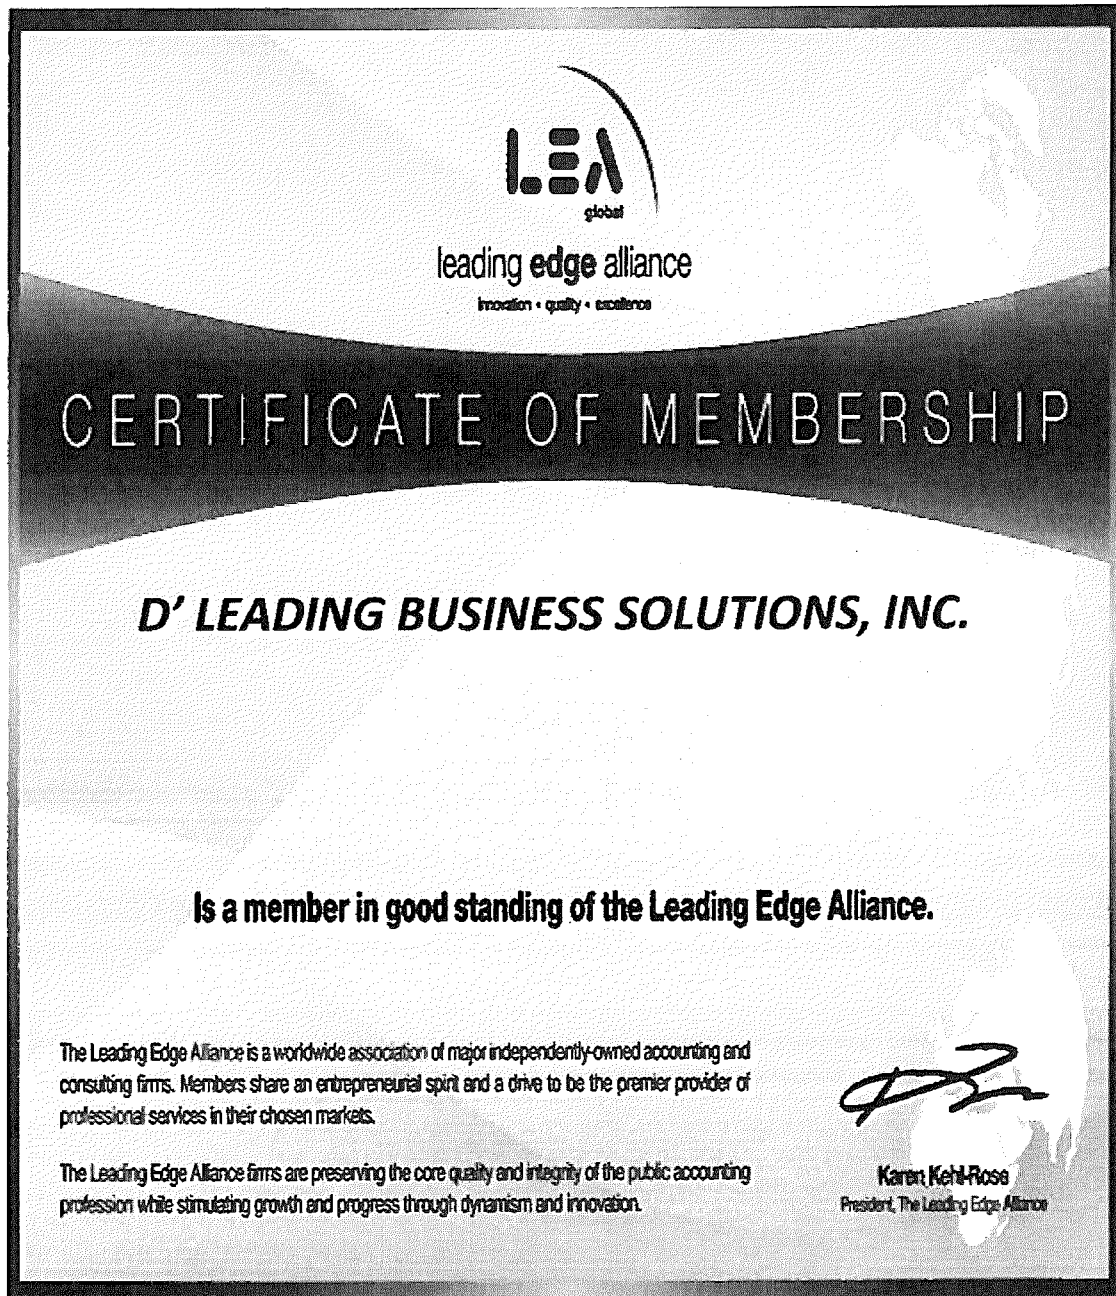 LEA
global
leading edge alliance
innovation • quality • excellence
CERTIFICATE OF MEMBERSHIP
D' LEADING BUSINESS SOLUTIONS, INC.
Is a member in good standing of the Leading Edge Alliance.
The Leading Edge Alliance is a worldwide association of major independently-owned accounting and
consulting firms. Members share an entrepreneurial spirit and a drive to be the premier provider of
professional services in their chosen markets.
The Leading Edge Alliance firms are preserving the core quality and integrity of the public accounting
profession while stimulating growth and progress through dynamism and innovation.
Karen Kehl-Rose
President, The Leading Edge Alliance